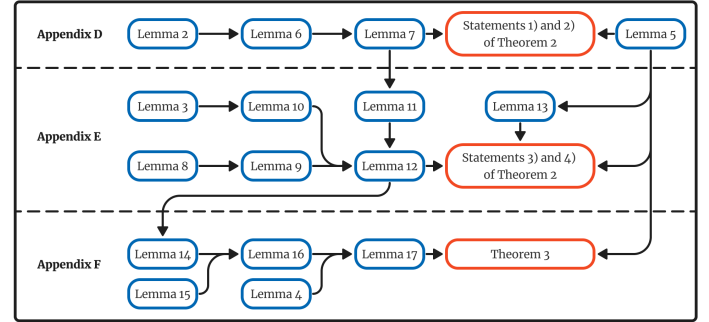 Appendix D
Lemma 2
Lemma 6
Lemma 7
Statements 1) and 2)
of Theorem 2
Lemma 5
Appendix E
Lemma 3
Lemma 10
Lemma 11
Lemma 13
Lemma 8
Lemma 9
Lemma 12
Statements 3) and 4)
of Theorem 2
Appendix F
Lemma 14
Lemma 16
Lemma 17
Theorem 3
Lemma 15
Lemma 4